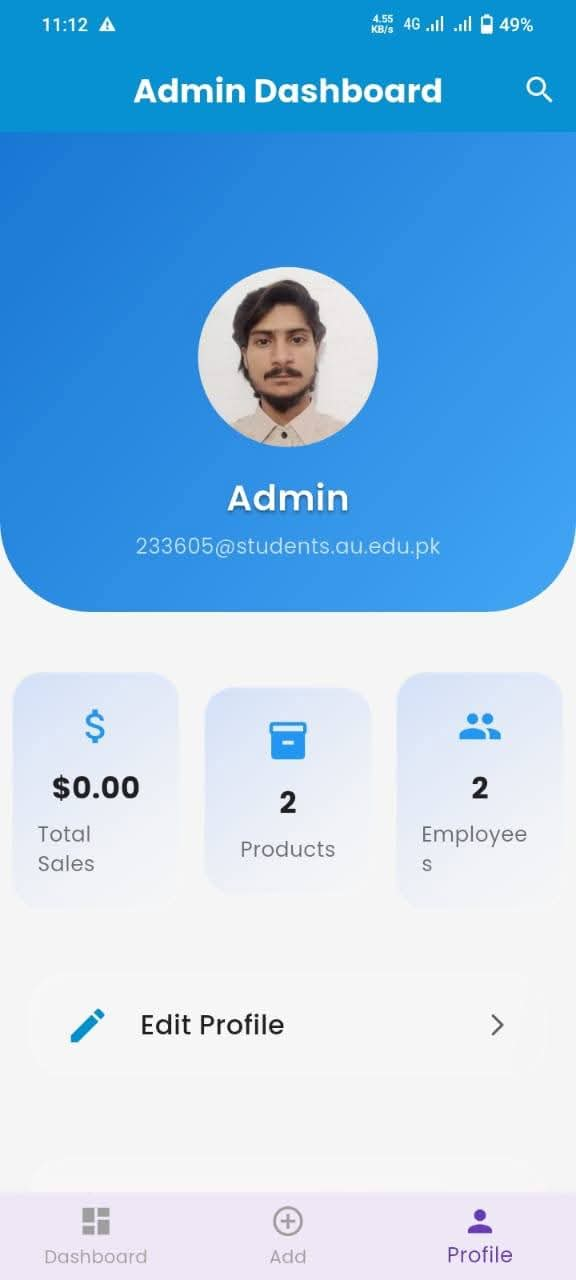 11:12 4.55 KB/s 4G 49%
Admin Dashboard
Admin
233605@students.au.edu.pk
$0.00
Total
Sales
2
Products
2
Employee
s
Edit Profile
Dashboard
Add
Profile